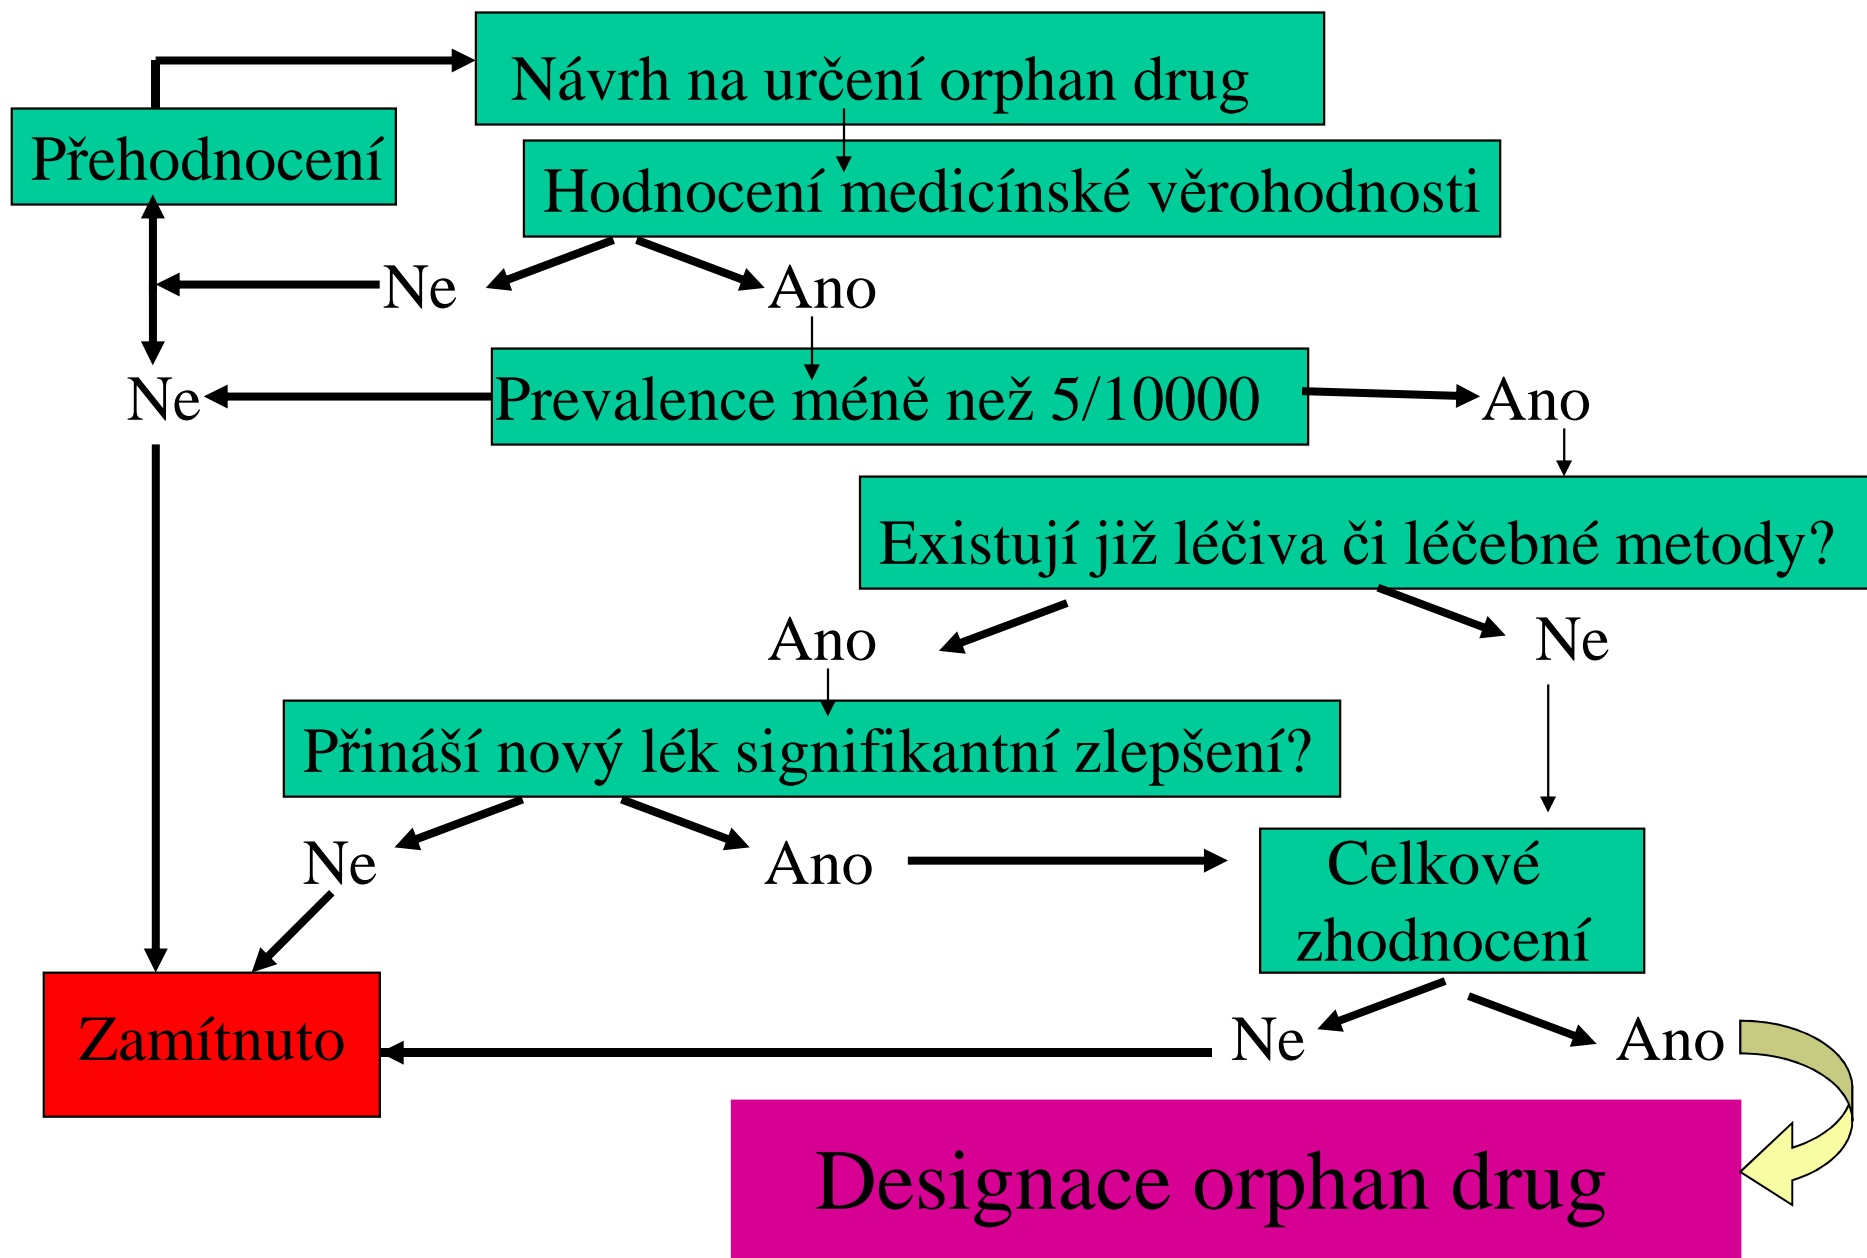 Návrh na určení orphan drug
Přehodnocení
Hodnocení medicínské věrohodnosti
Ne
Ano
Ne
Prevalence méně než 5/10000
Ano
Existují již léčiva či léčebné metody?
Ano
Ne
Přináší nový lék signifikantní zlepšení?
Ne
Ano
Celkové
zhodnocení
Zamítnuto
Ne
Ano
Designace orphan drug